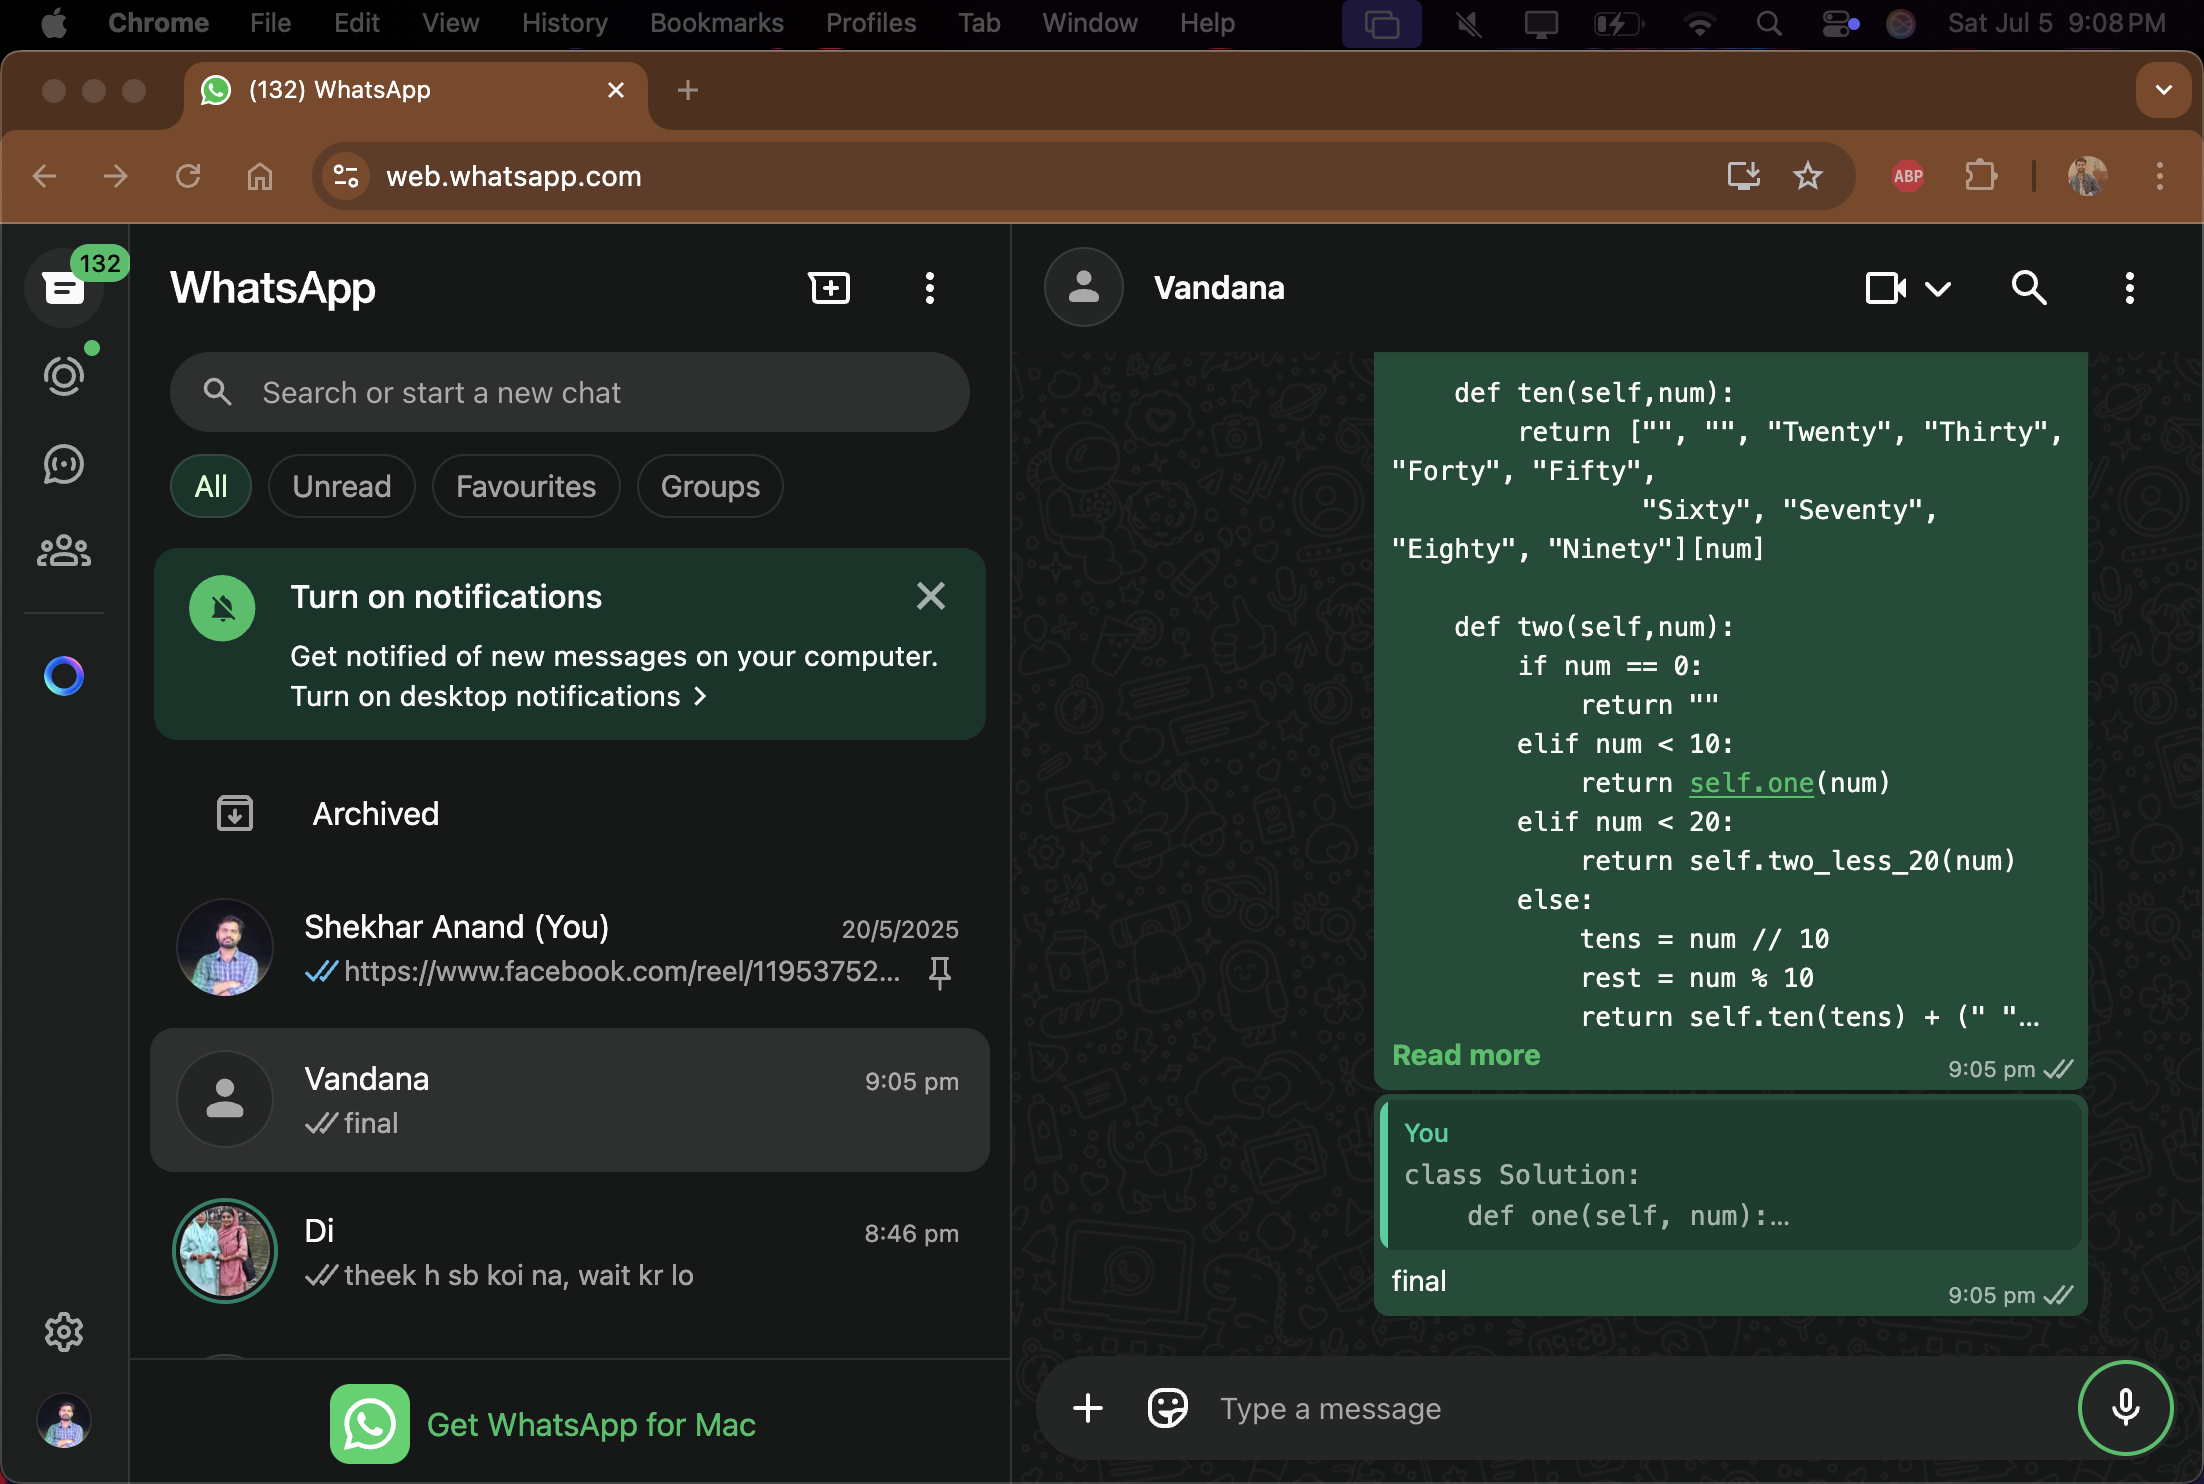 Chrome File Edit View History Bookmarks Profiles Tab Window Help Sat Jul 5 9:08 PM
(132) WhatsApp
web.whatsapp.com
ABP
132
WhatsApp
Search or start a new chat
All Unread Favourites Groups
Turn on notifications
Get notified of new messages on your computer.
Turn on desktop notifications >
Archived
Shekhar Anand (You) 20/5/2025
https://www.facebook.com/reel/11953752...
Vandana 9:05 pm
final
Di 8:46 pm
theek h sb koi na, wait kr lo
Get WhatsApp for Mac
Vandana
    def ten(self,num):
        return ["", "", "Twenty", "Thirty",
"Forty", "Fifty",
                "Sixty", "Seventy",
"Eighty", "Ninety"][num]
    def two(self,num):
        if num == 0:
            return ""
        elif num < 10:
            return self.one(num)
        elif num < 20:
            return self.two_less_20(num)
        else:
            tens = num // 10
            rest = num % 10
            return self.ten(tens) + (" "...
Read more
9:05 pm
You
class Solution:
    def one(self, num):...
final
9:05 pm
Type a message